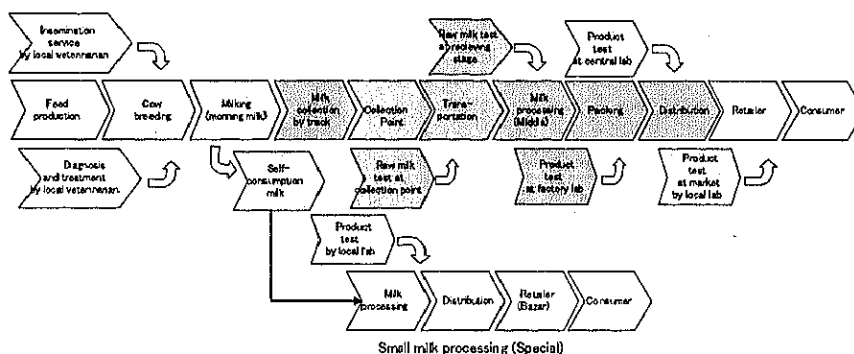 Insemination
service
by local veterinarian
Raw milk test
at recieving
stage
Product
test
at central lab
Feed
production
Cow
breeding
Milking
(morning milk)
Milk
collection
by track
Collection
Point
Trans-
portation
Milk
processing
(Middle)
Packing
Distribution
Retailer
Consumer
Diagnosis
and treatment
by local veterinarian
Self-
consumption
milk
Raw milk
test at
collection point
Product
test
at factory lab
Product
test
at market
by local lab
Product
test
by local lab
Milk
processing
Distribution
Retailer
(Bazar)
Consumer
Small milk processing (Special)